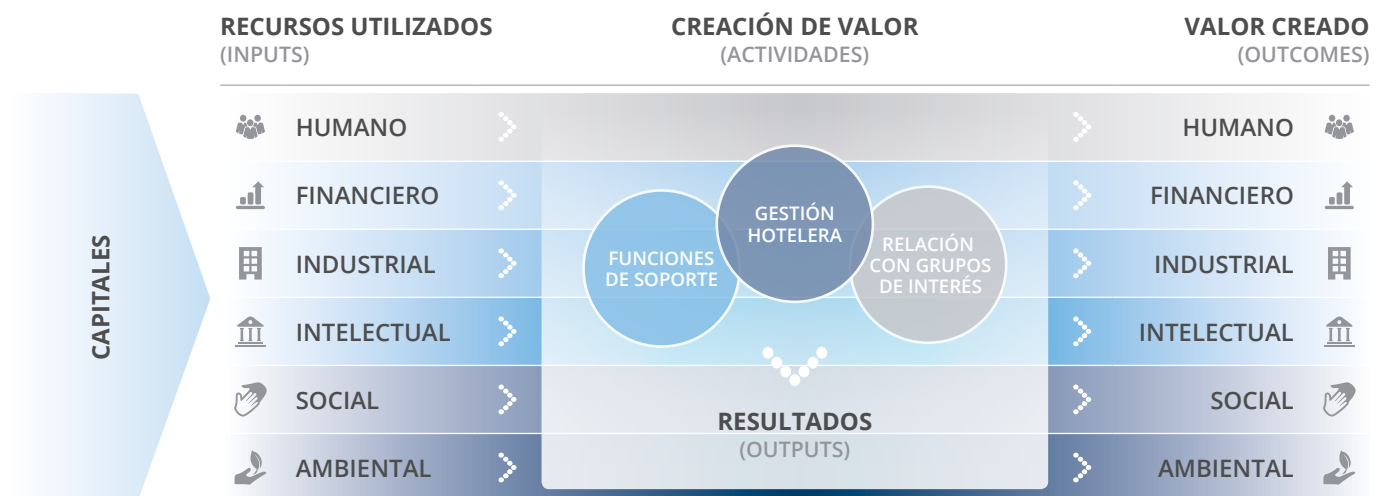 RECURSOS UTILIZADOS
(INPUTS)
CREACIÓN DE VALOR
(ACTIVIDADES)
VALOR CREADO
(OUTCOMES)
CAPITALES
HUMANO
FINANCIERO
INDUSTRIAL
INTELECTUAL
SOCIAL
AMBIENTAL
FUNCIONES
DE SOPORTE
GESTIÓN
HOTELERA
RELACIÓN
CON GRUPOS
DE INTERÉS
RESULTADOS
(OUTPUTS)
HUMANO
FINANCIERO
INDUSTRIAL
INTELECTUAL
SOCIAL
AMBIENTAL